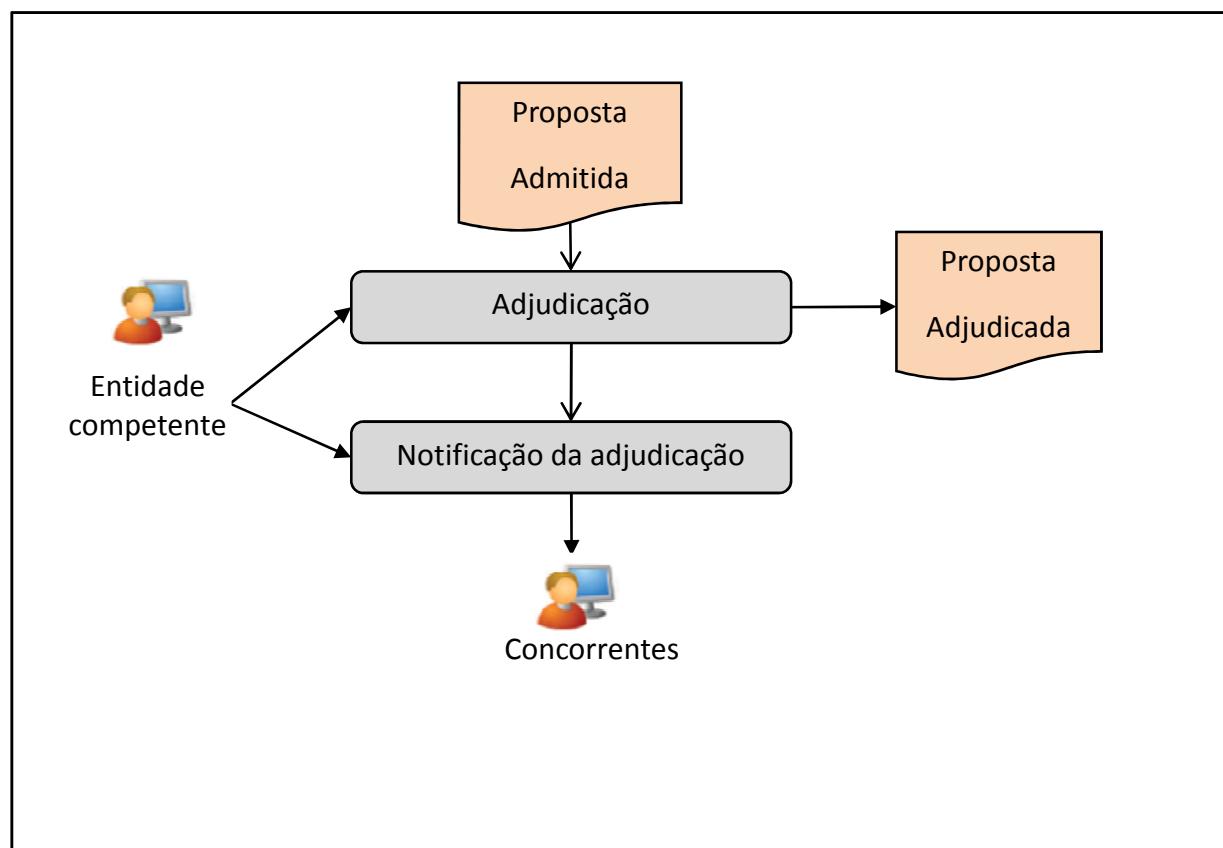 Proposta
Admitida
Proposta
Adjudicada
Adjudicação
Entidade
competente
Notificação da adjudicação
Concorrentes